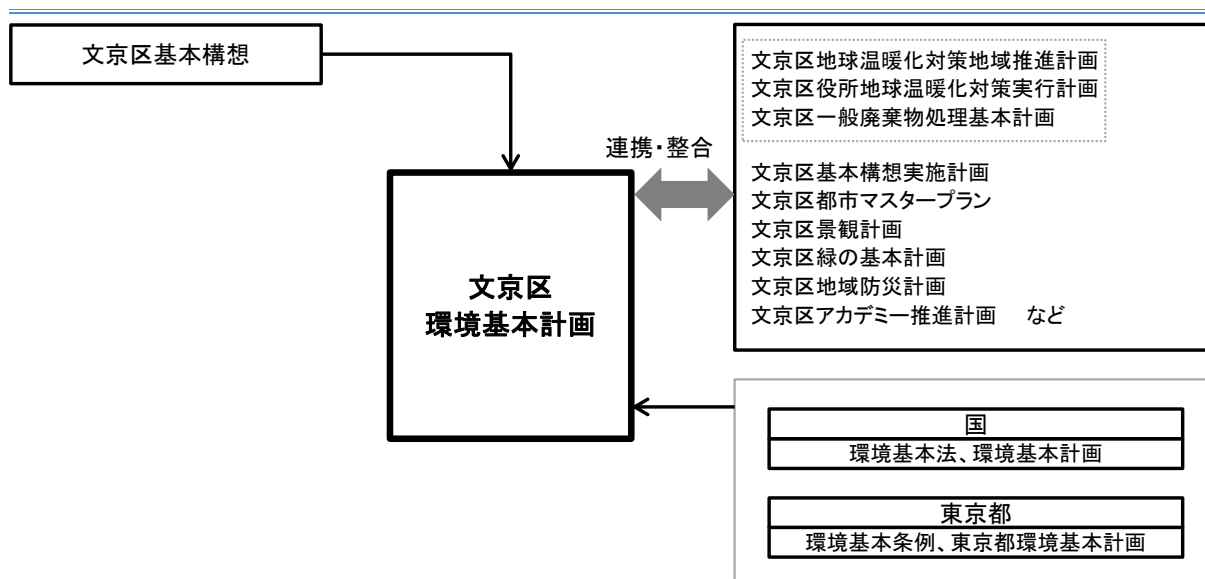 文京区基本構想
文京区地球温暖化対策地域推進計画
文京区役所地球温暖化対策実行計画
文京区一般廃棄物処理基本計画
連携・整合
文京区基本構想実施計画
文京区都市マスタープラン
文京区景観計画
文京区緑の基本計画
文京区地域防災計画
文京区アカデミー推進計画　など
文京区
環境基本計画
国
環境基本法、環境基本計画
東京都
環境基本条例、東京都環境基本計画